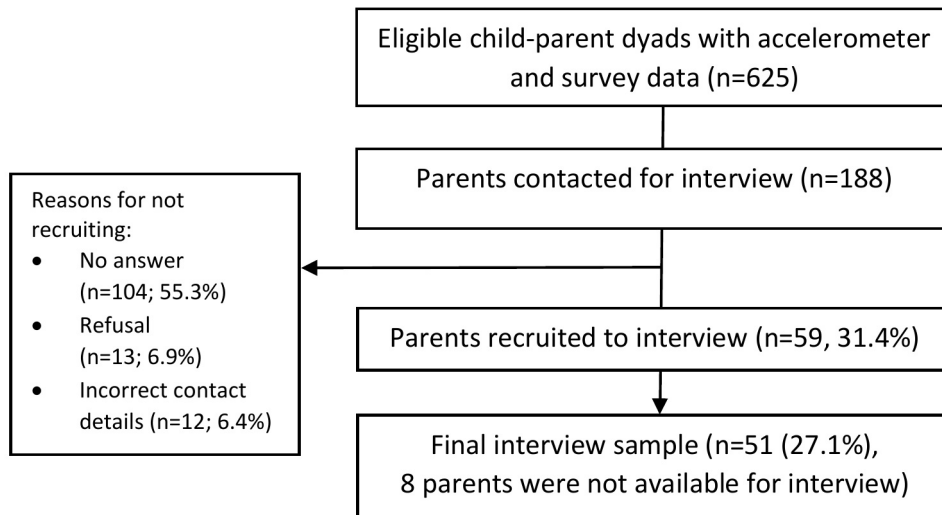 Eligible child-parent dyads with accelerometer
and survey data (n=625)
Parents contacted for interview (n=188)
Reasons for not
recruiting:
• No answer
(n=104; 55.3%)
• Refusal
(n=13; 6.9%)
• Incorrect contact
details (n=12; 6.4%)
Parents recruited to interview (n=59, 31.4%)
Final interview sample (n=51 (27.1%),
8 parents were not available for interview)